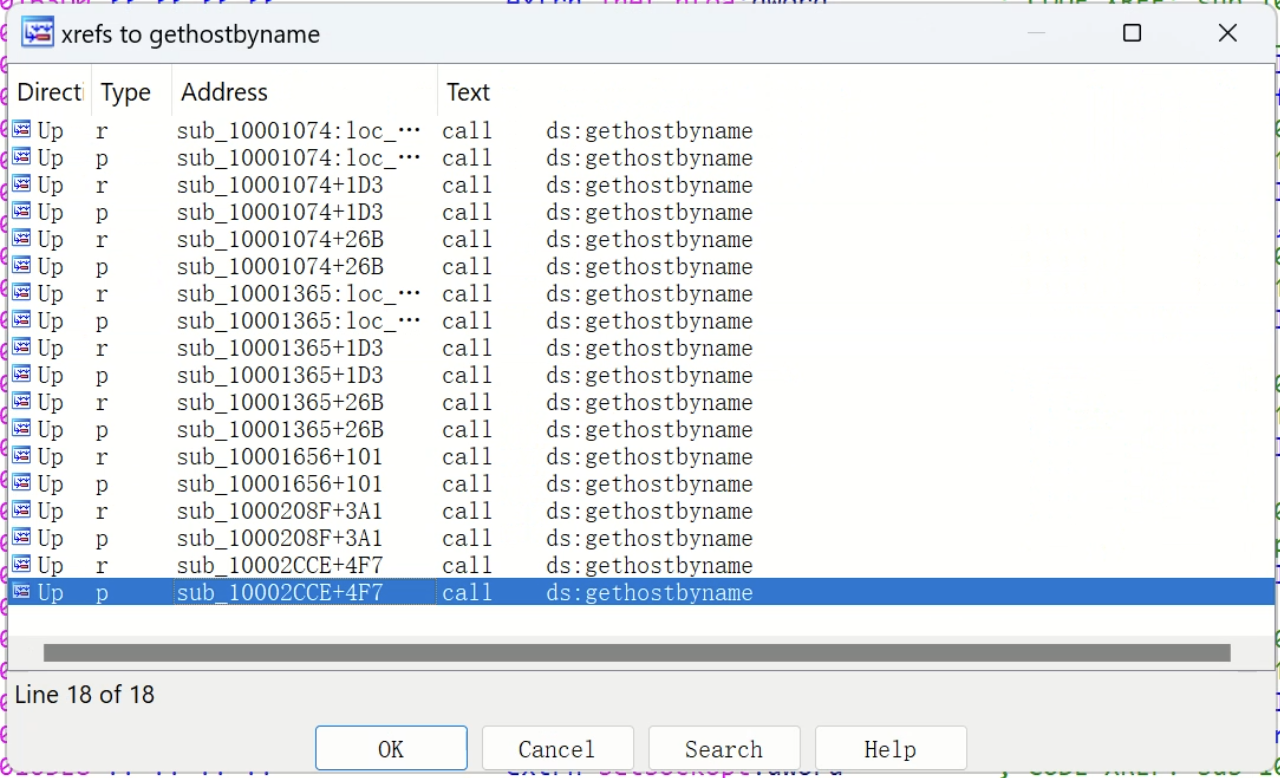 xrefs to gethostbyname
Directi Type Address Text
Up r sub_10001074:loc_… call ds:gethostbyname
Up p sub_10001074:loc_… call ds:gethostbyname
Up r sub_10001074+1D3 call ds:gethostbyname
Up p sub_10001074+1D3 call ds:gethostbyname
Up r sub_10001074+26B call ds:gethostbyname
Up p sub_10001074+26B call ds:gethostbyname
Up r sub_10001365:loc_… call ds:gethostbyname
Up p sub_10001365:loc_… call ds:gethostbyname
Up r sub_10001365+1D3 call ds:gethostbyname
Up p sub_10001365+1D3 call ds:gethostbyname
Up r sub_10001365+26B call ds:gethostbyname
Up p sub_10001365+26B call ds:gethostbyname
Up r sub_10001656+101 call ds:gethostbyname
Up p sub_10001656+101 call ds:gethostbyname
Up r sub_1000208F+3A1 call ds:gethostbyname
Up p sub_1000208F+3A1 call ds:gethostbyname
Up r sub_10002CCE+4F7 call ds:gethostbyname
Up p sub_10002CCE+4F7 call ds:gethostbyname
Line 18 of 18
OK Cancel Search Help